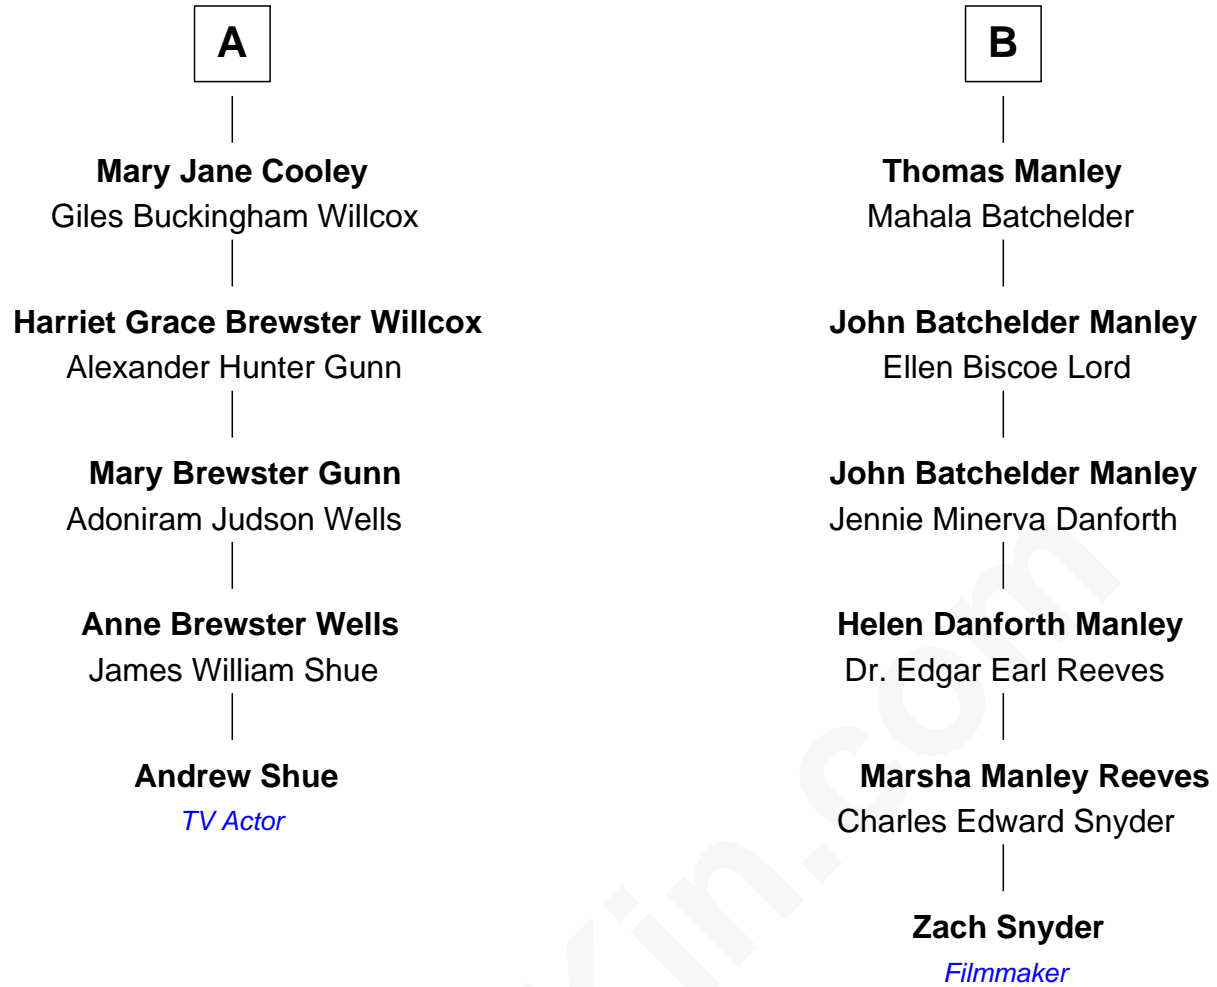 A
Mary Jane Cooley
Giles Buckingham Willcox
Harriet Grace Brewster Willcox
Alexander Hunter Gunn
Mary Brewster Gunn
Adoniram Judson Wells
Anne Brewster Wells
James William Shue
Andrew Shue
TV Actor
B
Thomas Manley
Mahala Batchelder
John Batchelder Manley
Ellen Biscoe Lord
John Batchelder Manley
Jennie Minerva Danforth
Helen Danforth Manley
Dr. Edgar Earl Reeves
Marsha Manley Reeves
Charles Edward Snyder
Zach Snyder
Filmmaker
Kin.com